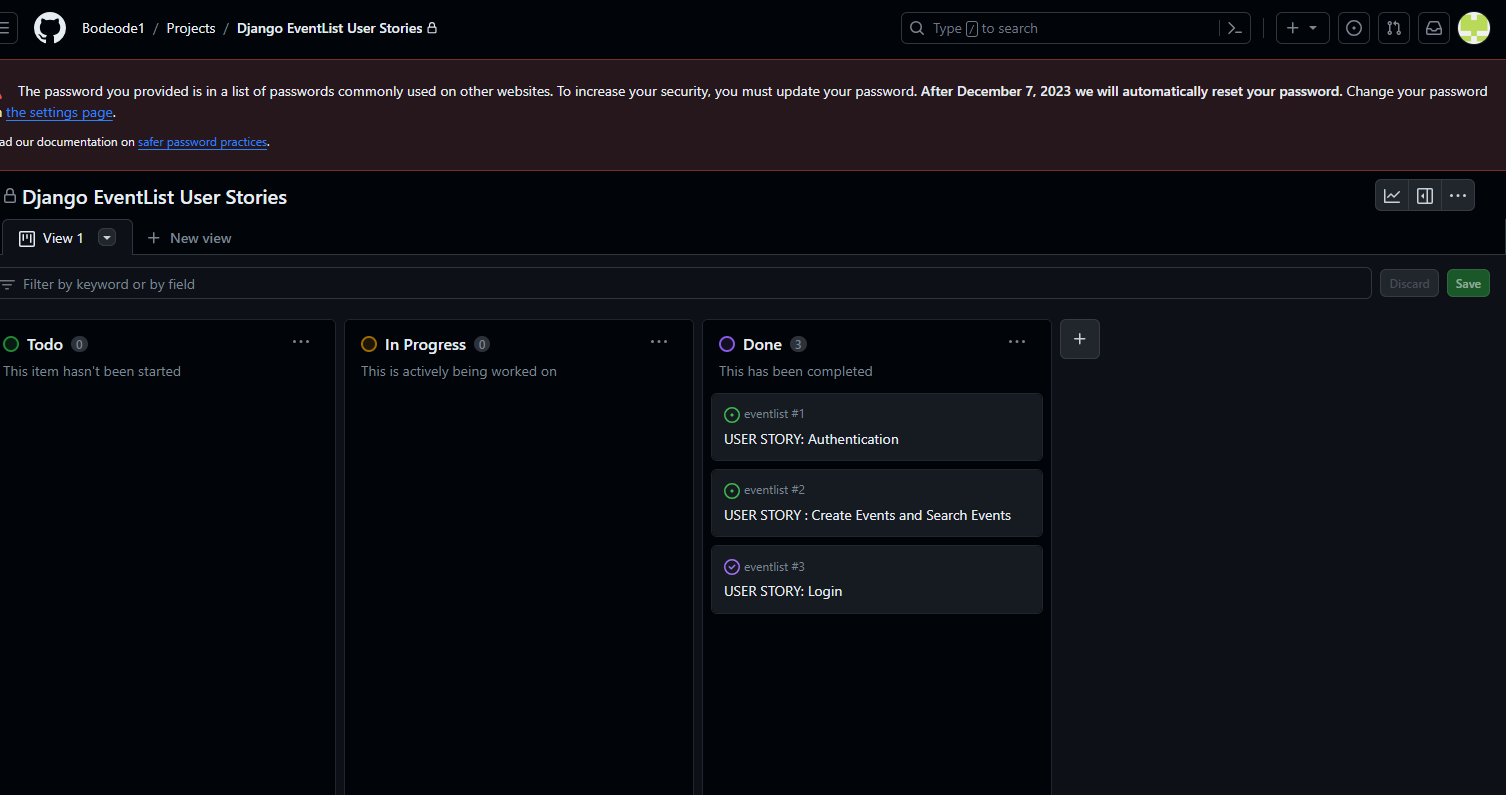 Bodeode1 / Projects / Django EventList User Stories
Type / to search
The password you provided is in a list of passwords commonly used on other websites. To increase your security, you must update your password. After December 7, 2023 we will automatically reset your password. Change your password
the settings page.
ad our documentation on safer password practices.
Django EventList User Stories
View 1
New view
Filter by keyword or by field
Discard
Save
Todo 0
This item hasn't been started
In Progress 0
This is actively being worked on
Done 3
This has been completed
eventlist #1
USER STORY: Authentication
eventlist #2
USER STORY : Create Events and Search Events
eventlist #3
USER STORY: Login